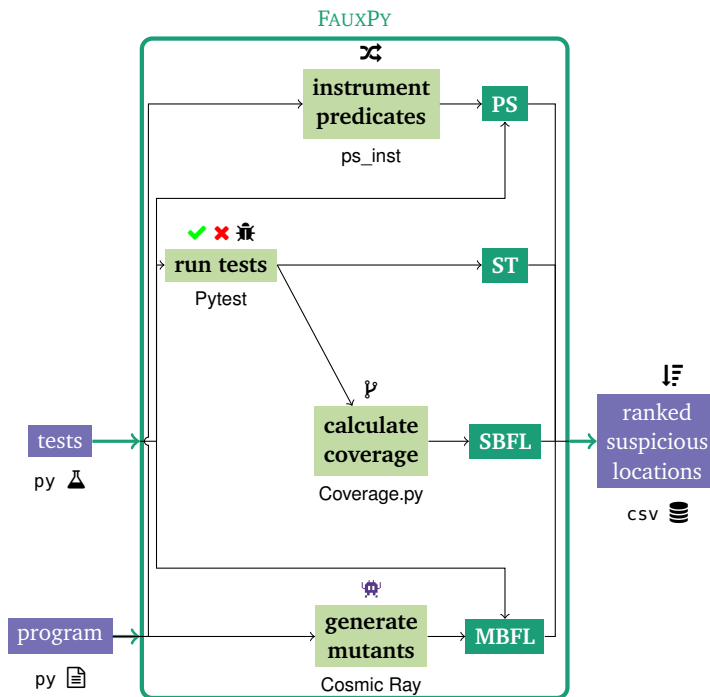 FAUXPY
instrument
predicates
PS
ps_inst
run tests
ST
Pytest
tests
py
calculate
coverage
SBFL
Coverage.py
ranked
suspicious
locations
csv
program
py
generate
mutants
MBFL
Cosmic Ray